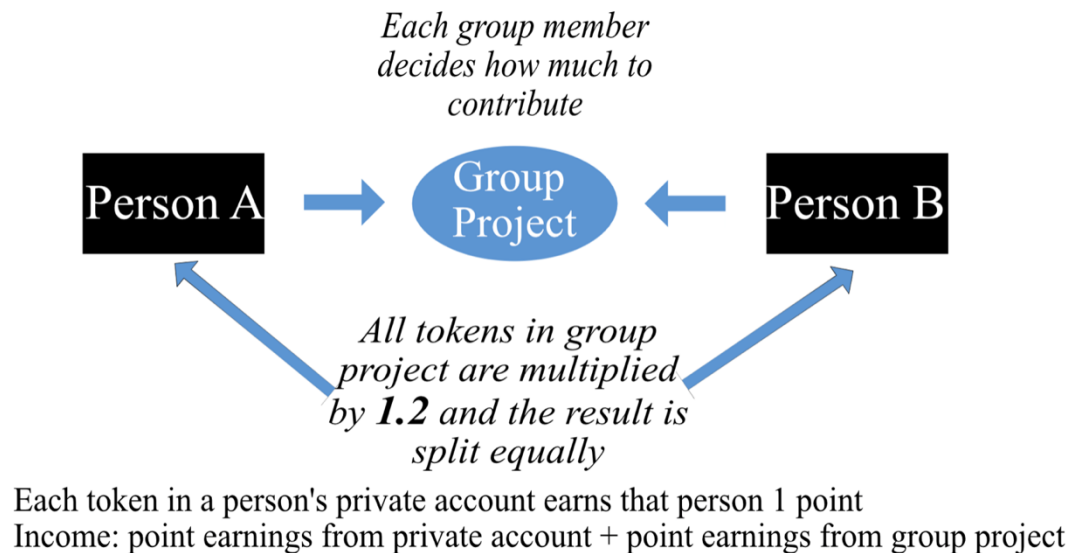 Each group member
decides how much to
contribute
Person A
Group
Project
Person B
All tokens in group
project are multiplied
by 1.2 and the result is
split equally
Each token in a person's private account earns that person 1 point
Income: point earnings from private account + point earnings from group project